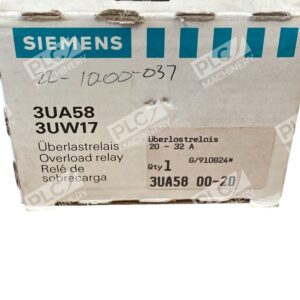 SIEMENS
22-1000-037
3UA58
3UW17
Überlastrelais
Overload relay
Relé de
sobrecarga
Überlastrelais
20 - 32 A
G/910824*
Qty 1
3UA58 00-2D
PLC MACHINERY